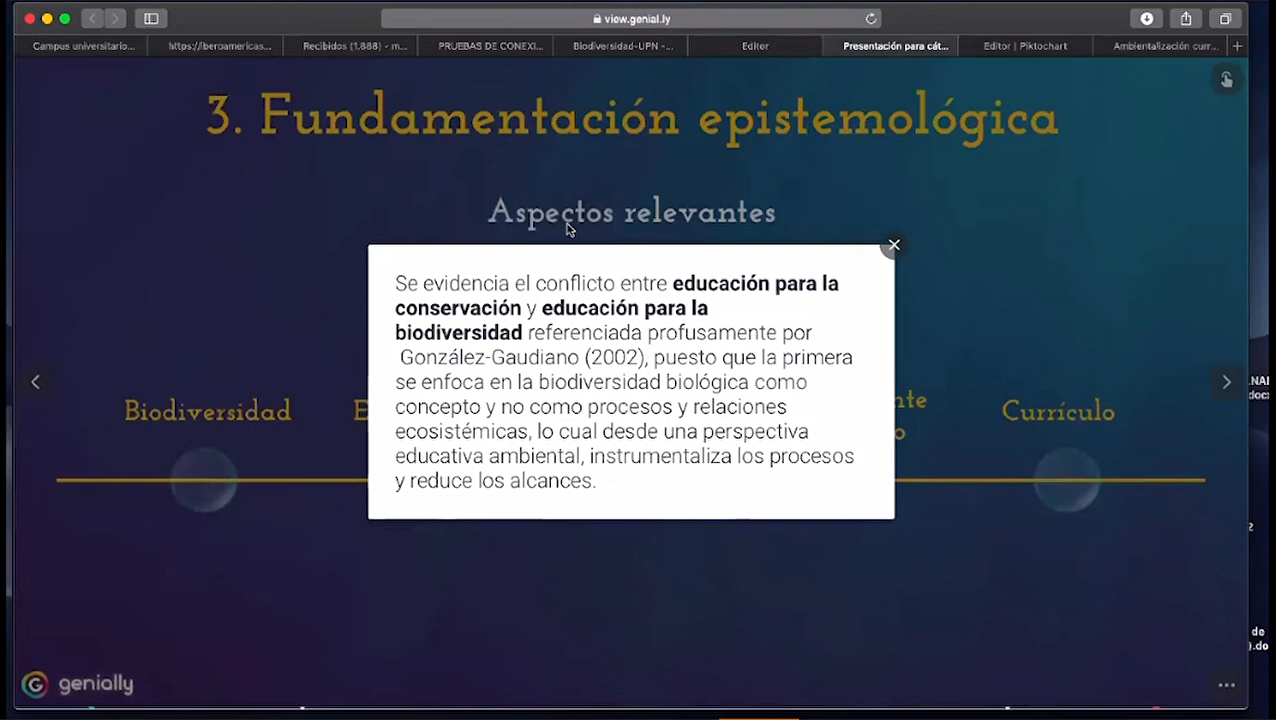 view.genial.ly
Campus universitario...
https://iberoamericas...
Recibidos (1.888) - m...
PRUEBAS DE CONEXI...
Biodiversidad-UPN -...
Editor
Presentación para cát...
Editor | Piktochart
Ambientalización curr...
3. Fundamentación epistemológica
Aspectos relevantes
Se evidencia el conflicto entre educación para la
conservación y educación para la
biodiversidad referenciada profusamente por
González-Gaudiano (2002), puesto que la primera
se enfoca en la biodiversidad biológica como
concepto y no como procesos y relaciones
ecosistémicas, lo cual desde una perspectiva
educativa ambiental, instrumentaliza los procesos
y reduce los alcances.
Biodiversidad
E
nte
o
Currículo
genially